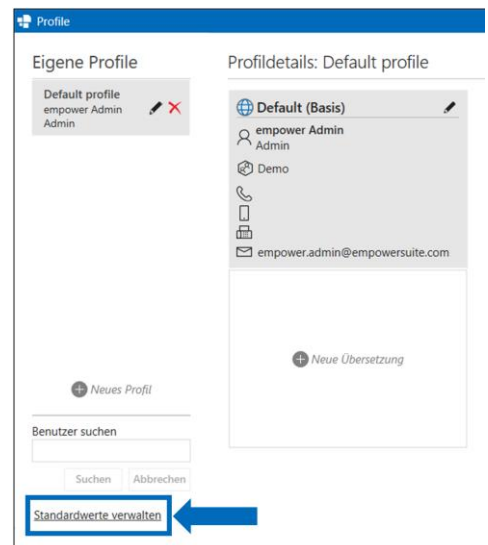 Profile
Eigene Profile
Default profile
empower Admin
Admin
Neues Profil
Benutzer suchen
Suchen Abbrechen
Standardwerte verwalten
Profildetails: Default profile
Default (Basis)
empower Admin
Admin
Demo
empower.admin@empowersuite.com
Neue Übersetzung